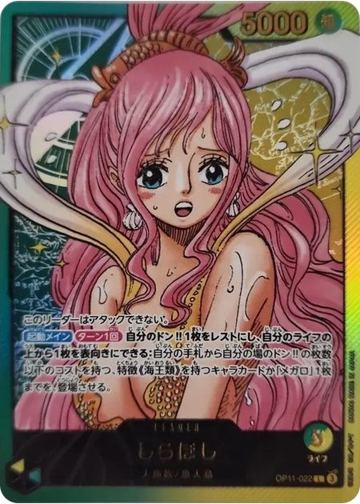 5000
このリーダーはアタックできない。
起動メイン ターン1回 自分のドン!!1枚をレストにし、自分のライフの
上から1枚を表向きにできる:自分の手札から自分の場のドン!!の枚数
以下のコストを持つ、特徴《海王類》を持つキャラカードか「メガロ」1枚
までを、登場させる。
LEADER
しらほし
人魚族/魚人島
ライフ
OP11-022 L 3